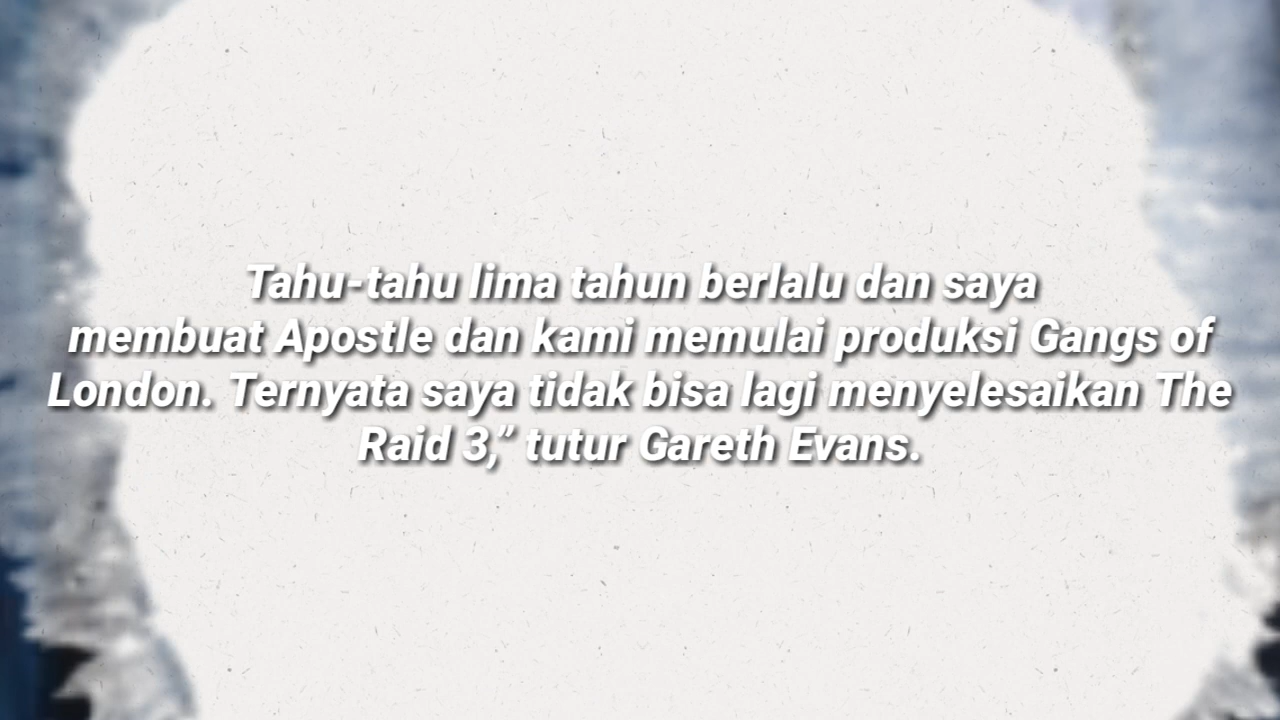 Tahu-tahu lima tahun berlalu dan saya
membuat Apostle dan kami memulai produksi Gangs of
London. Ternyata saya tidak bisa lagi menyelesaikan The
Raid 3,” tutur Gareth Evans.